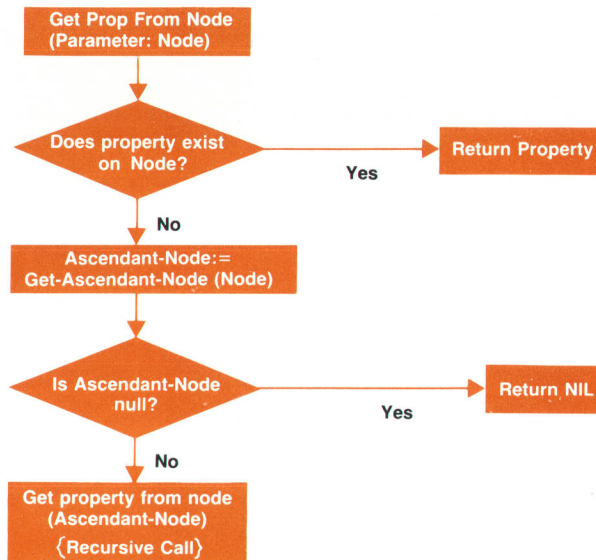 Get Prop From Node
(Parameter: Node)
Does property exist
on Node?
Yes
Return Property
No
Ascendant-Node:=
Get-Ascendant-Node (Node)
Is Ascendant-Node
null?
Yes
Return NIL
No
Get property from node
(Ascendant-Node)
{Recursive Call}